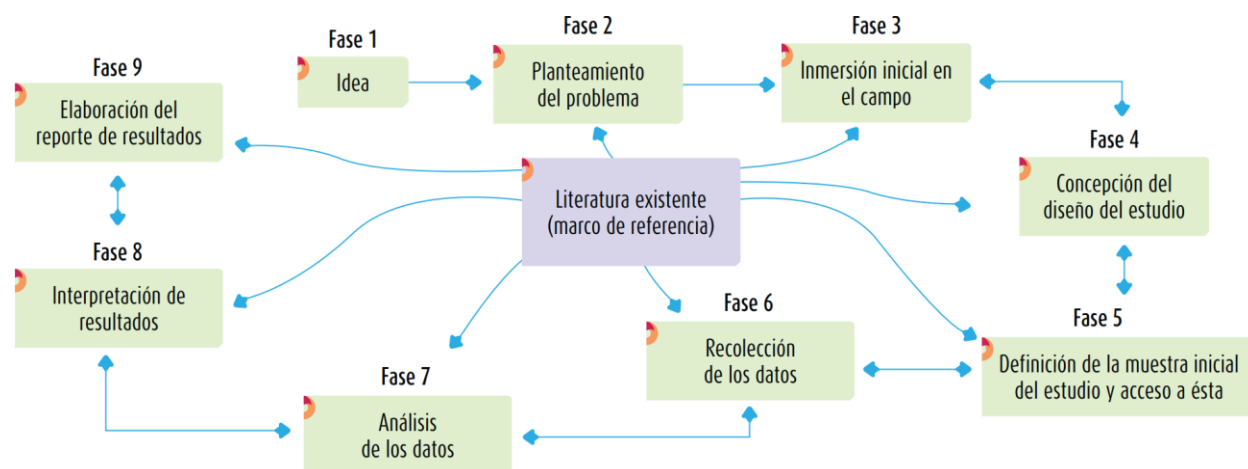 Fase 1
Idea
Fase 2
Planteamiento
del problema
Fase 3
Inmersión inicial en
el campo
Fase 4
Concepción del
diseño del estudio
Fase 5
Definición de la muestra inicial
del estudio y acceso a ésta
Fase 6
Recolección
de los datos
Fase 7
Análisis
de los datos
Fase 8
Interpretación de
resultados
Fase 9
Elaboración del
reporte de resultados
Literatura existente
(marco de referencia)